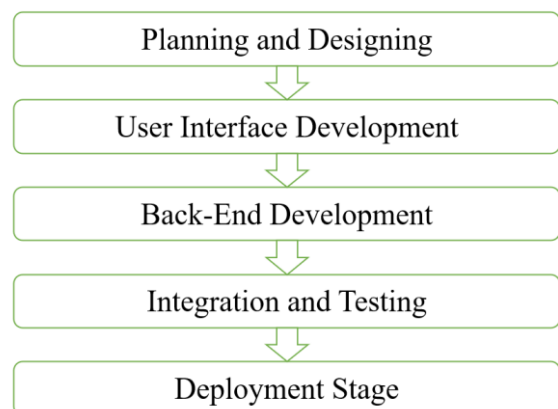 Planning and Designing
User Interface Development
Back-End Development
Integration and Testing
Deployment Stage